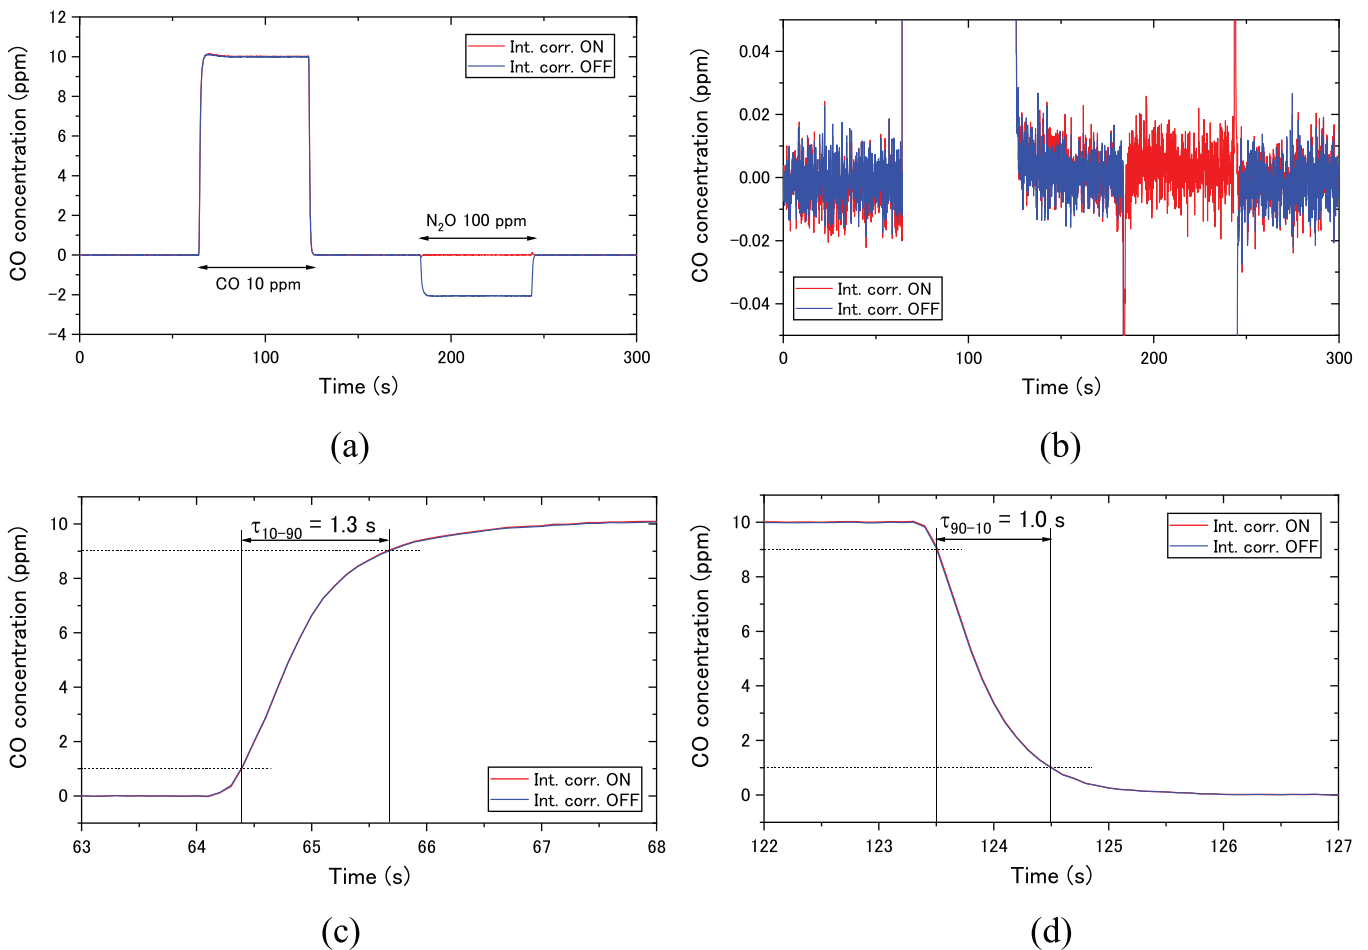 12
10
8
6
4
2
0
-2
-4
CO concentration (ppm)
Int. corr. ON
Int. corr. OFF
N2O 100 ppm
CO 10 ppm
0
100
200
300
Time (s)
(a)
0.04
0.02
0.00
-0.02
-0.04
CO concentration (ppm)
Int. corr. ON
Int. corr. OFF
0
100
200
300
Time (s)
(b)
10
8
6
4
2
0
CO concentration (ppm)
τ10-90 = 1.3 s
Int. corr. ON
Int. corr. OFF
63
64
65
66
67
68
Time (s)
(c)
10
8
6
4
2
0
CO concentration (ppm)
τ90-10 = 1.0 s
Int. corr. ON
Int. corr. OFF
122
123
124
125
126
127
Time (s)
(d)